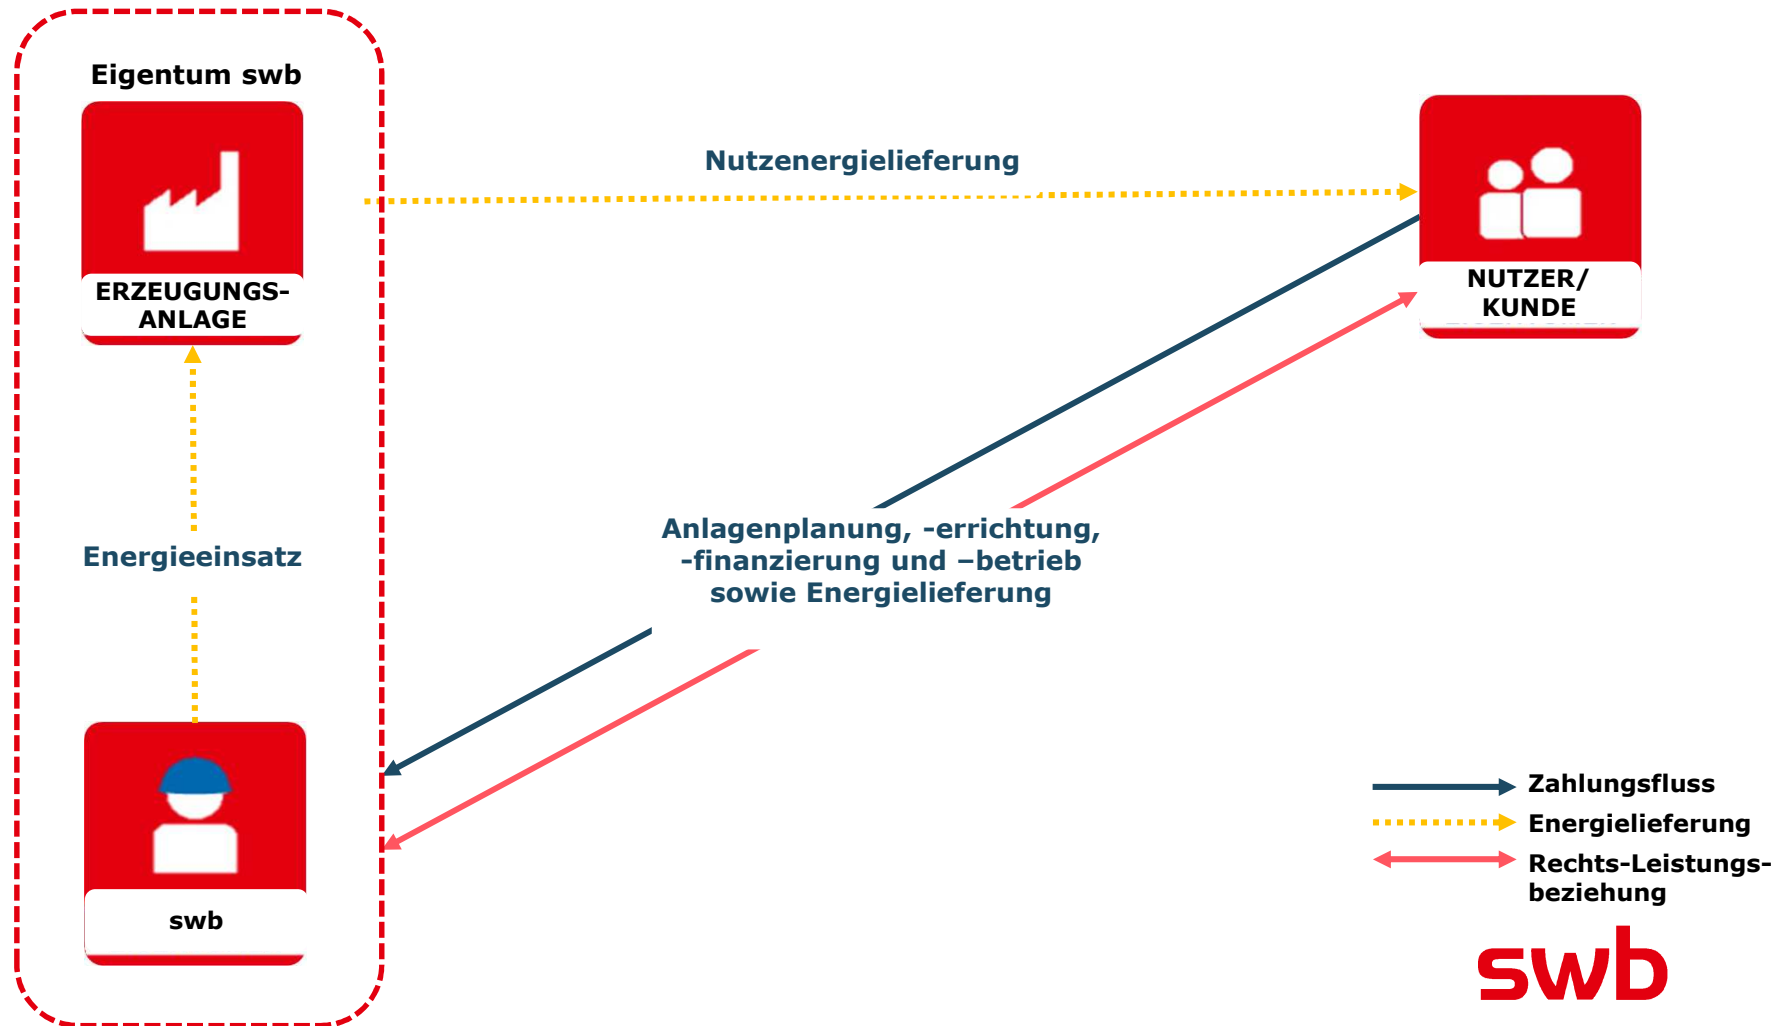 Eigentum swb
ERZEUGUNGS-
ANLAGE
Nutzenergielieferung
NUTZER/
KUNDE
Energieeinsatz
Anlagenplanung, -errichtung,
-finanzierung und –betrieb
sowie Energielieferung
swb
Zahlungsfluss
Energielieferung
Rechts-Leistungs-
beziehung
swb